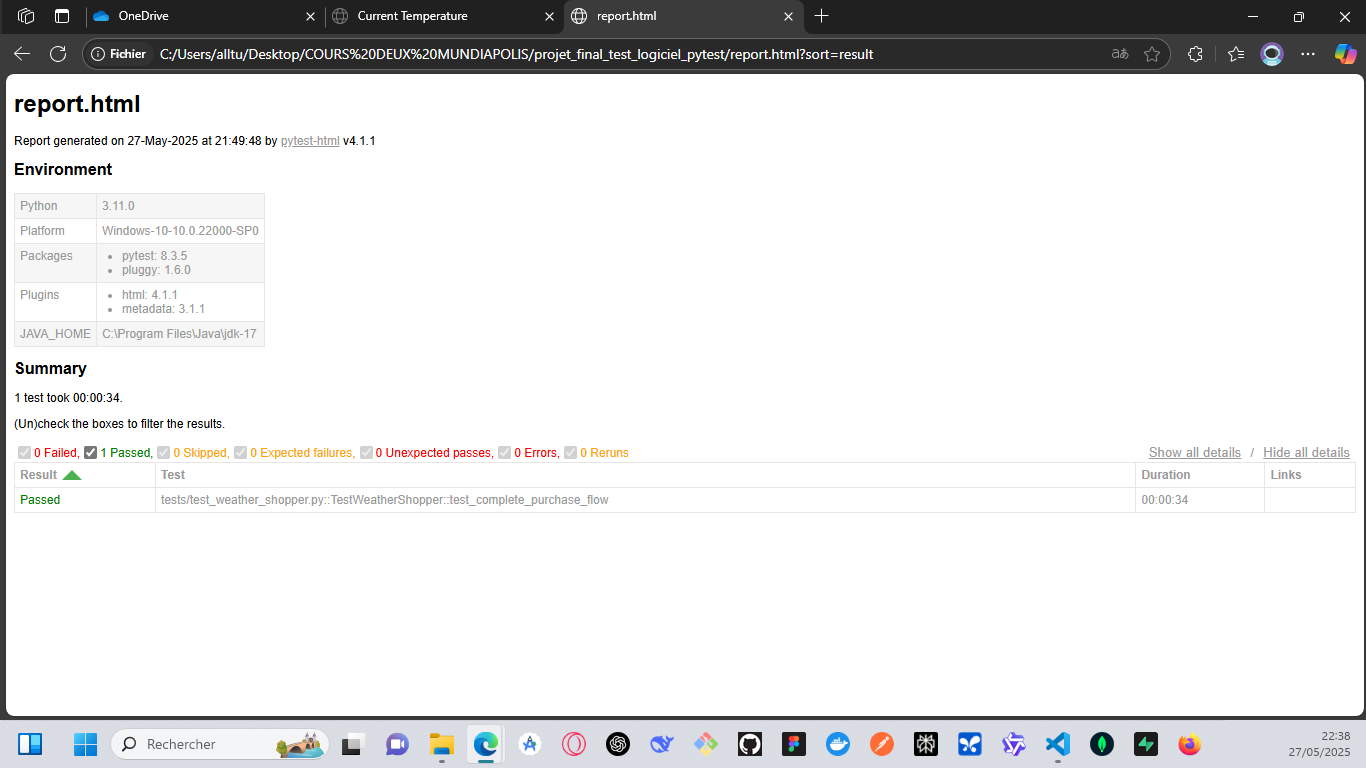 OneDrive
Current Temperature
report.html
Fichier
C:/Users/alltu/Desktop/COURS%20DEUX%20MUNDIAPOLIS/projet_final_test_logiciel_pytest/report.html?sort=result
report.html
Report generated on 27-May-2025 at 21:49:48 by pytest-html v4.1.1
Environment
Python 3.11.0
Platform Windows-10-10.0.22000-SP0
Packages
pytest: 8.3.5
pluggy: 1.6.0
Plugins
html: 4.1.1
metadata: 3.1.1
JAVA_HOME C:\Program Files\Java\jdk-17
Summary
1 test took 00:00:34.
(Un)check the boxes to filter the results.
0 Failed, 1 Passed, 0 Skipped, 0 Expected failures, 0 Unexpected passes, 0 Errors, 0 Reruns
Show all details / Hide all details
Result Test Duration Links
Passed tests/test_weather_shopper.py::TestWeatherShopper::test_complete_purchase_flow 00:00:34
Rechercher
22:38
27/05/2025